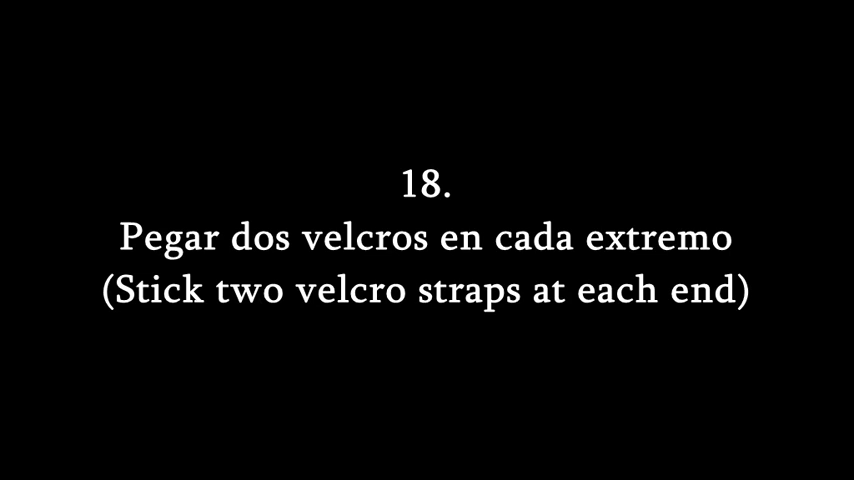 18.
Pegar dos velcros en cada extremo
(Stick two velcro straps at each end)